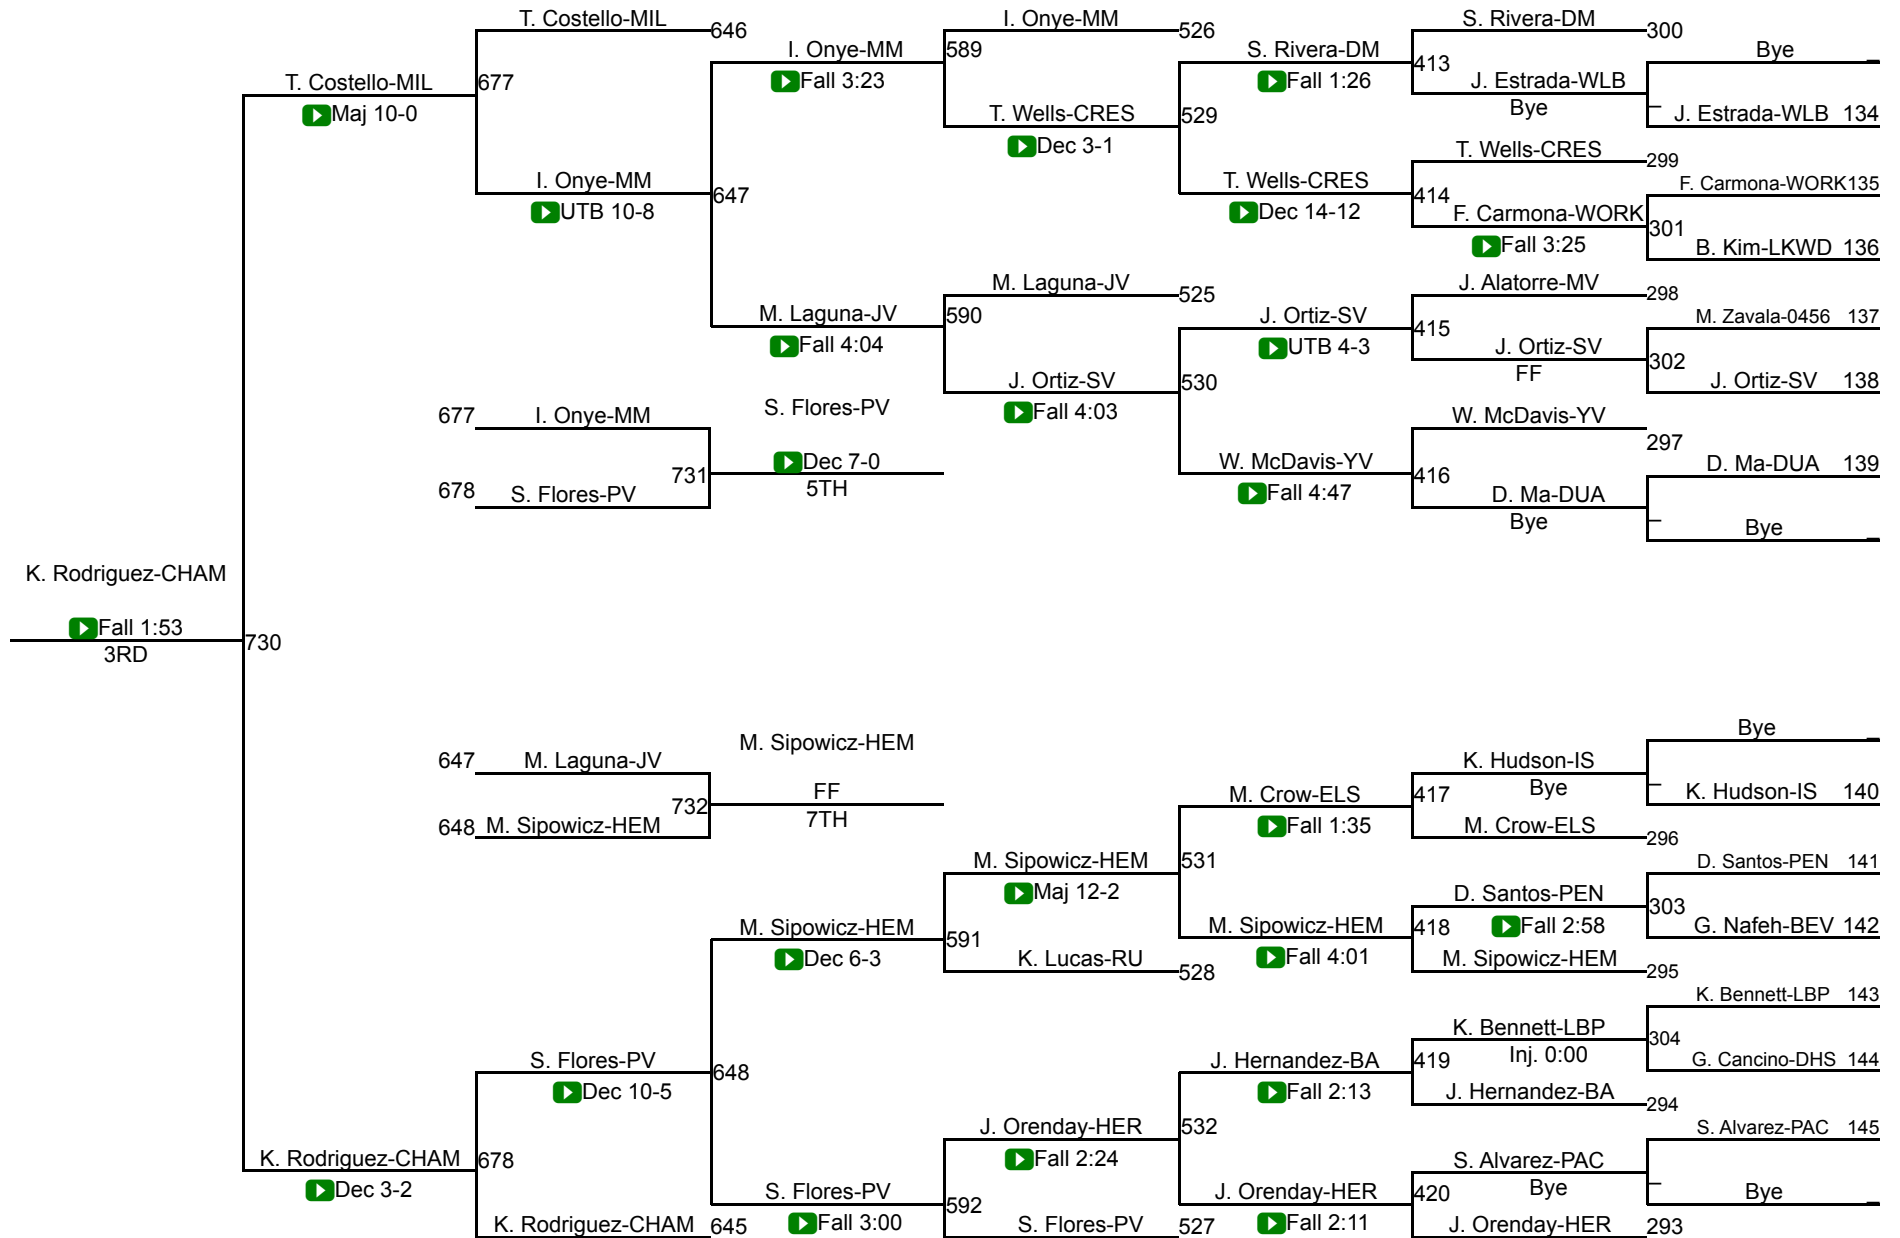 T. Costello-MIL
646
I. Onye-MM
526
S. Rivera-DM
300
I. Onye-MM
589
S. Rivera-DM
Bye
T. Costello-MIL
677
Fall 3:23
Fall 1:26
413
J. Estrada-WLB
Maj 10-0
T. Wells-CRES
529
Bye
J. Estrada-WLB 134
Dec 3-1
T. Wells-CRES
299
I. Onye-MM
647
T. Wells-CRES
414
F. Carmona-WORK135
UTB 10-8
Dec 14-12
F. Carmona-WORK
301
Fall 3:25
B. Kim-LKWD 136
M. Laguna-JV
525
J. Alatorre-MV
298
M. Laguna-JV
590
J. Ortiz-SV
415
M. Zavala-0456 137
Fall 4:04
UTB 4-3
J. Ortiz-SV
302
J. Ortiz-SV
530
FF
J. Ortiz-SV 138
677
I. Onye-MM
S. Flores-PV
Fall 4:03
W. McDavis-YV
297
731
Dec 7-0
W. McDavis-YV
416
D. Ma-DUA 139
678
S. Flores-PV
5TH
Fall 4:47
D. Ma-DUA
Bye
Bye
K. Rodriguez-CHAM
Fall 1:53
730
3RD
Bye
M. Sipowicz-HEM
647
M. Laguna-JV
K. Hudson-IS
732
FF
M. Crow-ELS
417
Bye
K. Hudson-IS 140
648
M. Sipowicz-HEM
7TH
Fall 1:35
M. Crow-ELS
296
M. Sipowicz-HEM
531
D. Santos-PEN 141
Maj 12-2
D. Santos-PEN
303
M. Sipowicz-HEM
591
M. Sipowicz-HEM
418
Fall 2:58
G. Nafeh-BEV 142
Dec 6-3
K. Lucas-RU
528
Fall 4:01
M. Sipowicz-HEM
295
K. Bennett-LBP 143
K. Bennett-LBP
304
S. Flores-PV
648
J. Hernandez-BA
419
Inj. 0:00
G. Cancino-DHS 144
Dec 10-5
Fall 2:13
J. Hernandez-BA
294
J. Orenday-HER
532
S. Alvarez-PAC 145
K. Rodriguez-CHAM
678
Fall 2:24
S. Alvarez-PAC
Dec 3-2
S. Flores-PV
592
J. Orenday-HER
420
Bye
Bye
K. Rodriguez-CHAM
645
Fall 3:00
S. Flores-PV
527
Fall 2:11
J. Orenday-HER
293